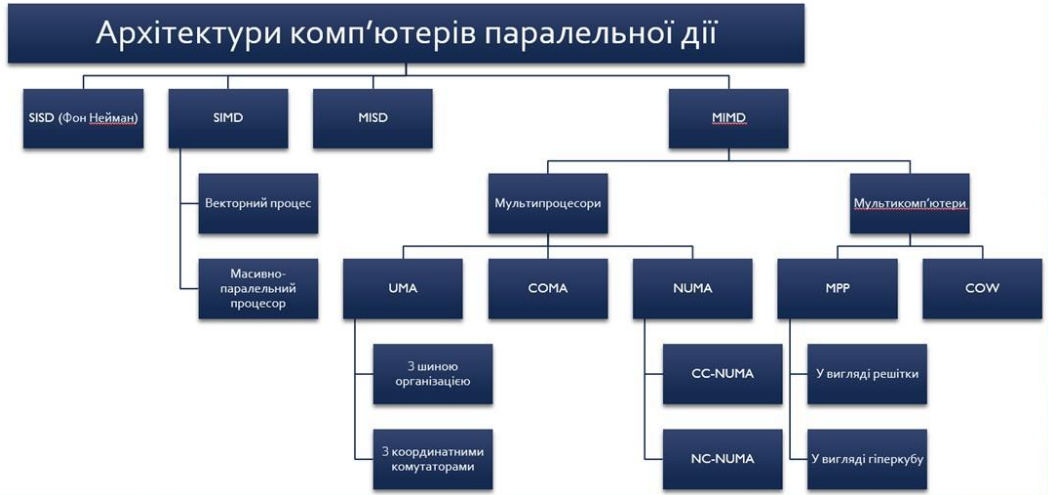 Архітектури комп'ютерів паралельної дії
SISD (Фон Нейман)
SIMD
MISD
MIMD
Векторний процес
Мультипроцесори
Мультикомп'ютери
Масивно-
паралельний
процесор
UMA
COMA
NUMA
MPP
COW
З шиною
організацією
CC-NUMA
У вигляді решітки
З координатними
комутаторами
NC-NUMA
У вигляді гіперкубу